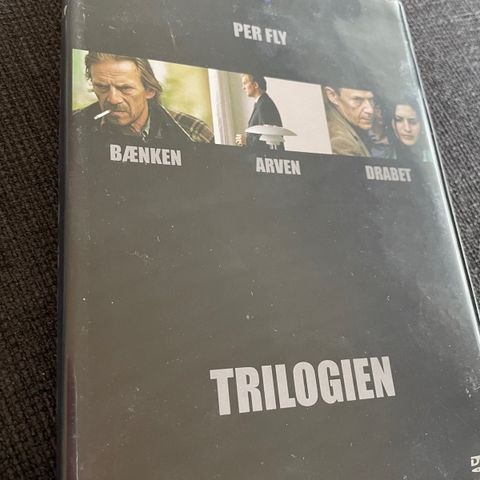 PER FLY
BÆNKEN
ARVEN
DRABET
TRILOGIEN